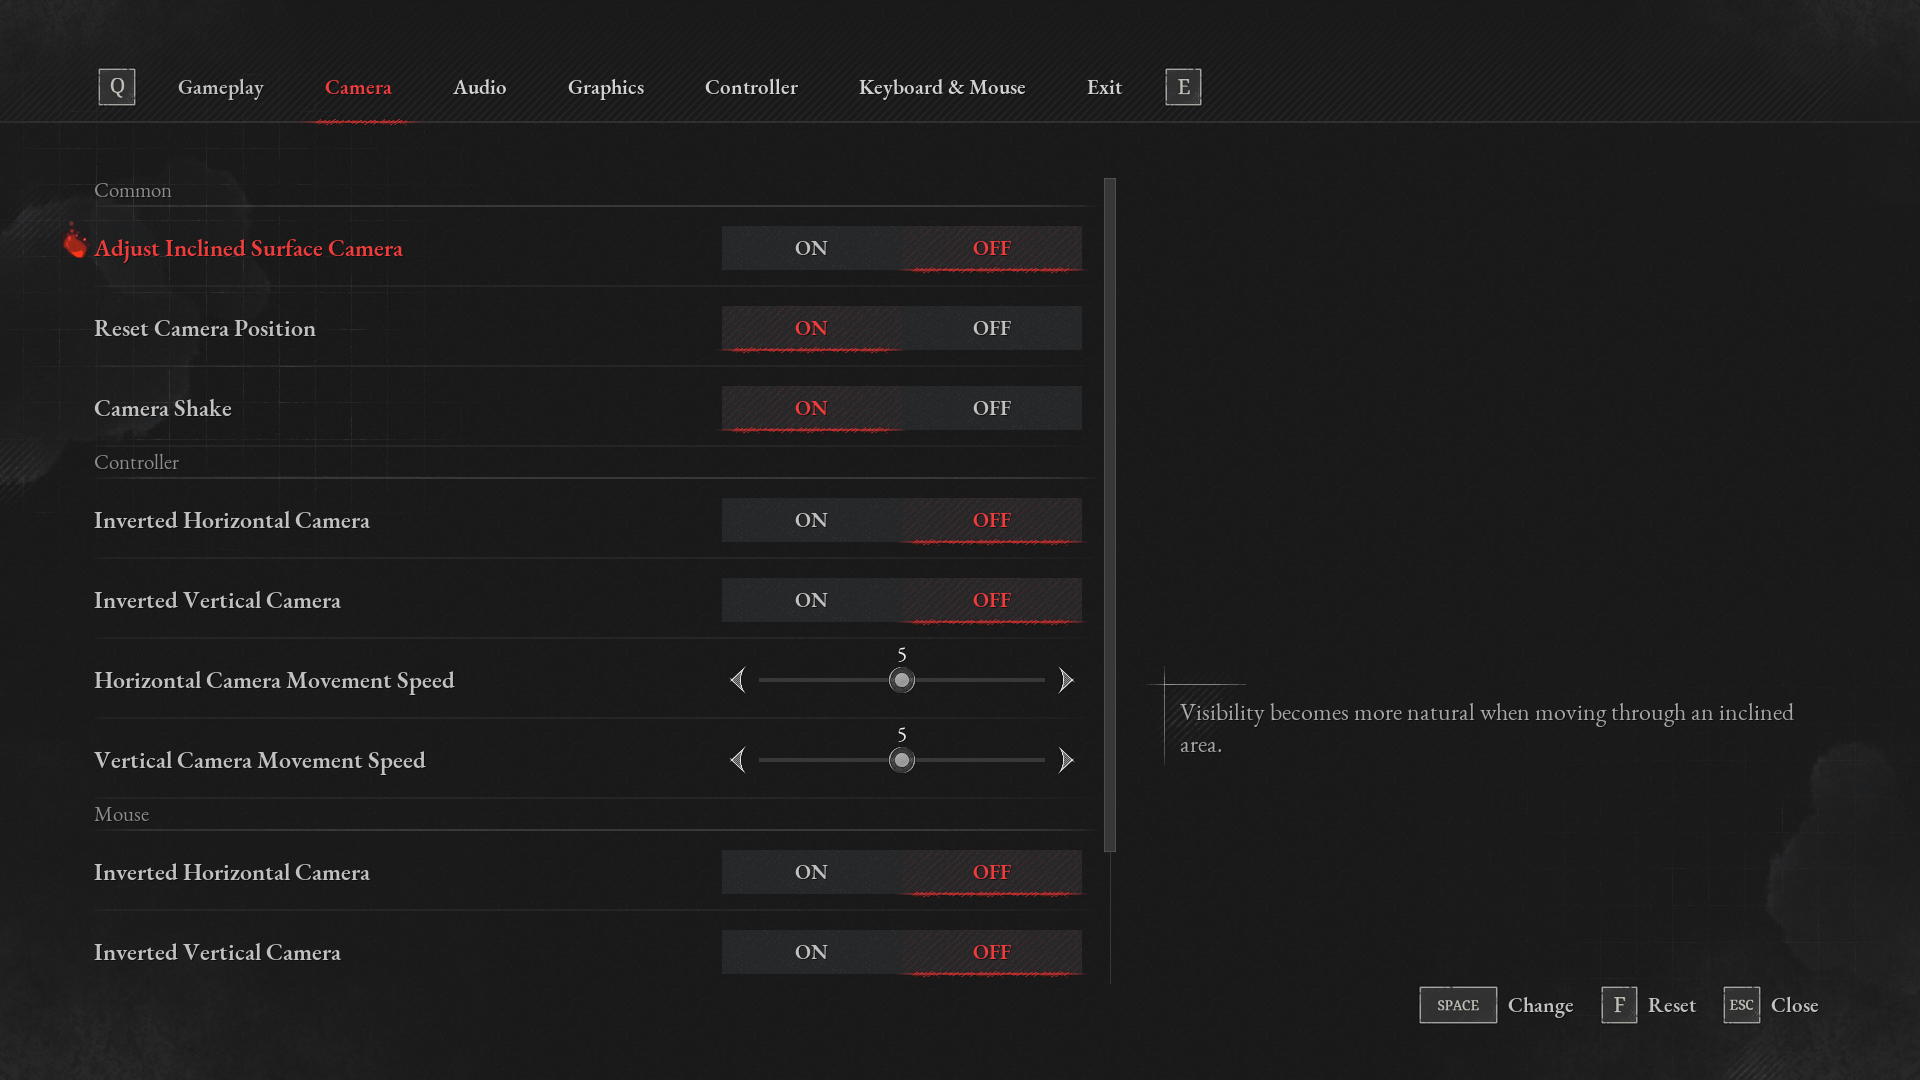 Q Gameplay Camera Audio Graphics Controller Keyboard & Mouse Exit E
Common
Adjust Inclined Surface Camera ON OFF
Reset Camera Position ON OFF
Camera Shake ON OFF
Controller
Inverted Horizontal Camera ON OFF
Inverted Vertical Camera ON OFF
5
Horizontal Camera Movement Speed
5
Vertical Camera Movement Speed
Mouse
Inverted Horizontal Camera ON OFF
Inverted Vertical Camera ON OFF
Visibility becomes more natural when moving through an inclined
area.
SPACE Change F Reset ESC Close